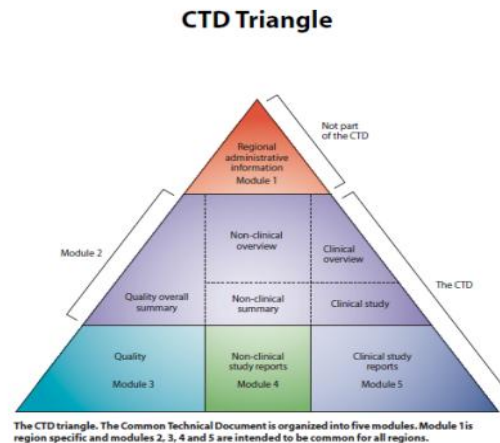 CTD Triangle
Not part
of the CTD
Regional
administrative
information
Module 1
Module 2
Non-clinical
overview
Clinical
overview
The CTD
Quality overall
summary
Non-clinical
summary
Clinical study
Quality
Module 3
Non-clinical
study reports
Module 4
Clinical study
reports
Module 5
The CTD triangle. The Common Technical Document is organized into five modules. Module 1 is
region specific and modules 2, 3, 4 and 5 are intended to be common for all regions.